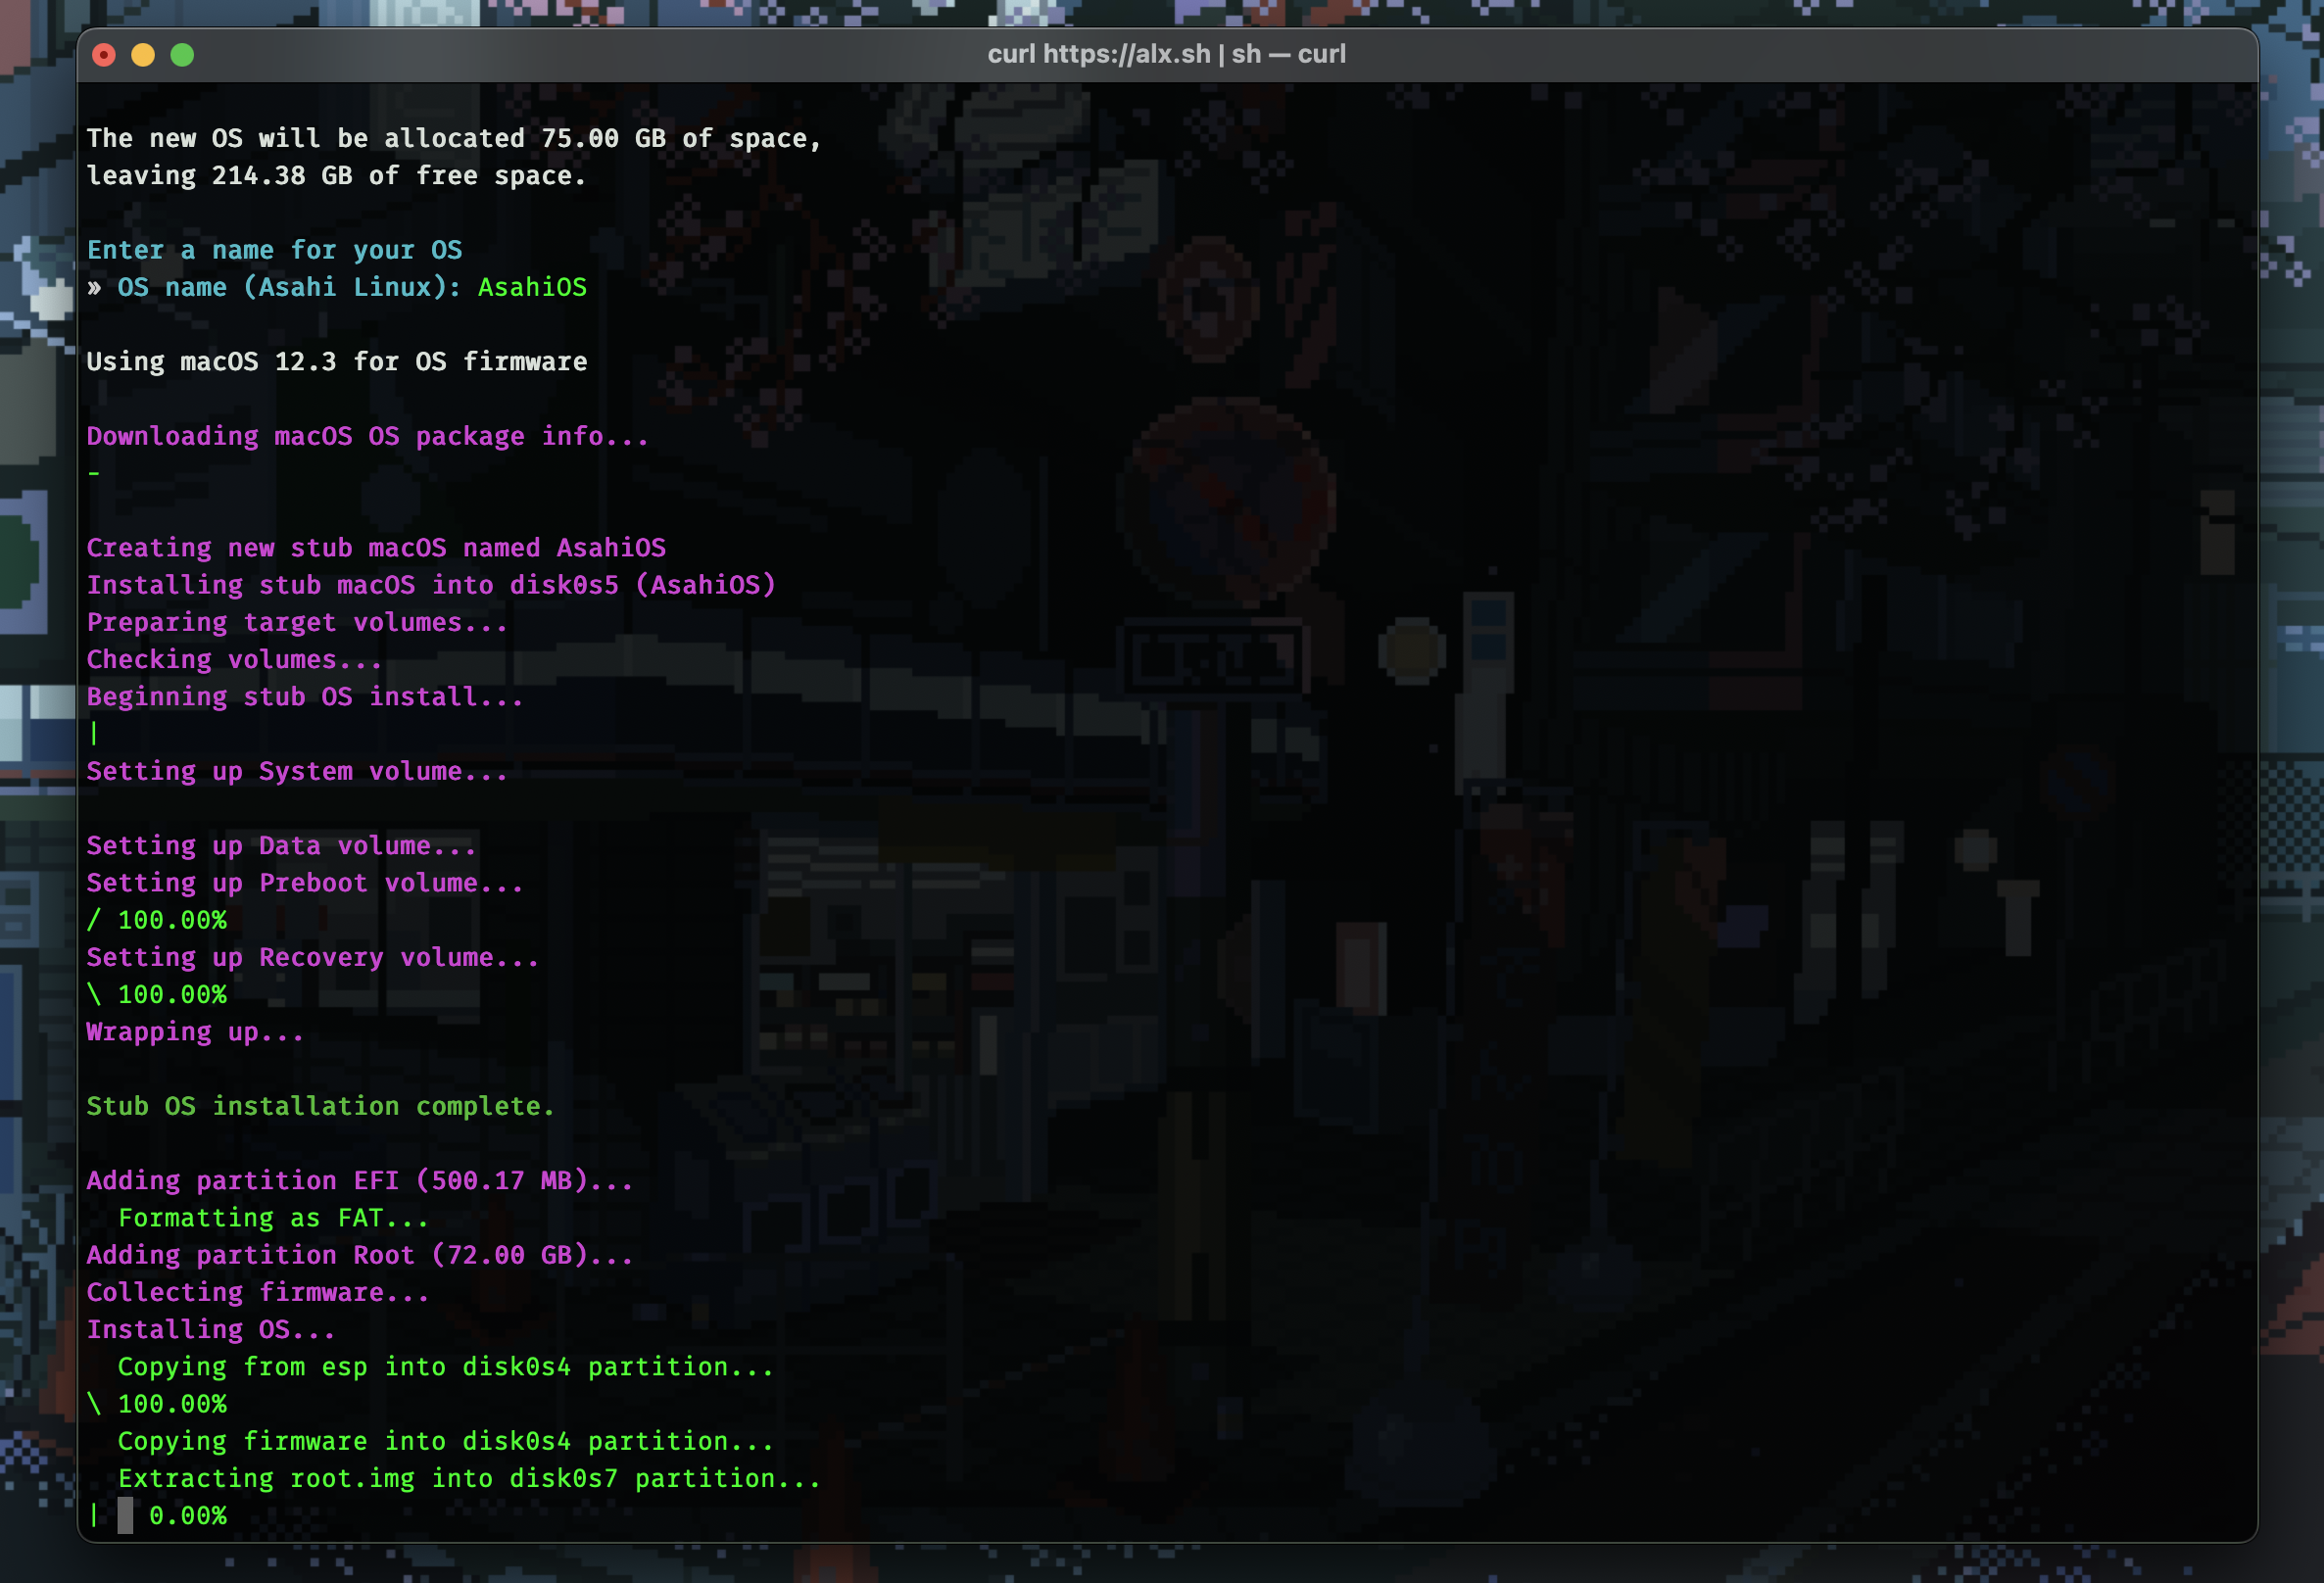 curl https://alx.sh | sh — curl
The new OS will be allocated 75.00 GB of space,
leaving 214.38 GB of free space.
Enter a name for your OS
» OS name (Asahi Linux): AsahiOS
Using macOS 12.3 for OS firmware
Downloading macOS OS package info...
-
Creating new stub macOS named AsahiOS
Installing stub macOS into disk0s5 (AsahiOS)
Preparing target volumes...
Checking volumes...
Beginning stub OS install...
|
Setting up System volume...
Setting up Data volume...
Setting up Preboot volume...
/ 100.00%
Setting up Recovery volume...
\ 100.00%
Wrapping up...
Stub OS installation complete.
Adding partition EFI (500.17 MB)...
  Formatting as FAT...
Adding partition Root (72.00 GB)...
Collecting firmware...
Installing OS...
  Copying from esp into disk0s4 partition...
\ 100.00%
  Copying firmware into disk0s4 partition...
  Extracting root.img into disk0s7 partition...
|   0.00%